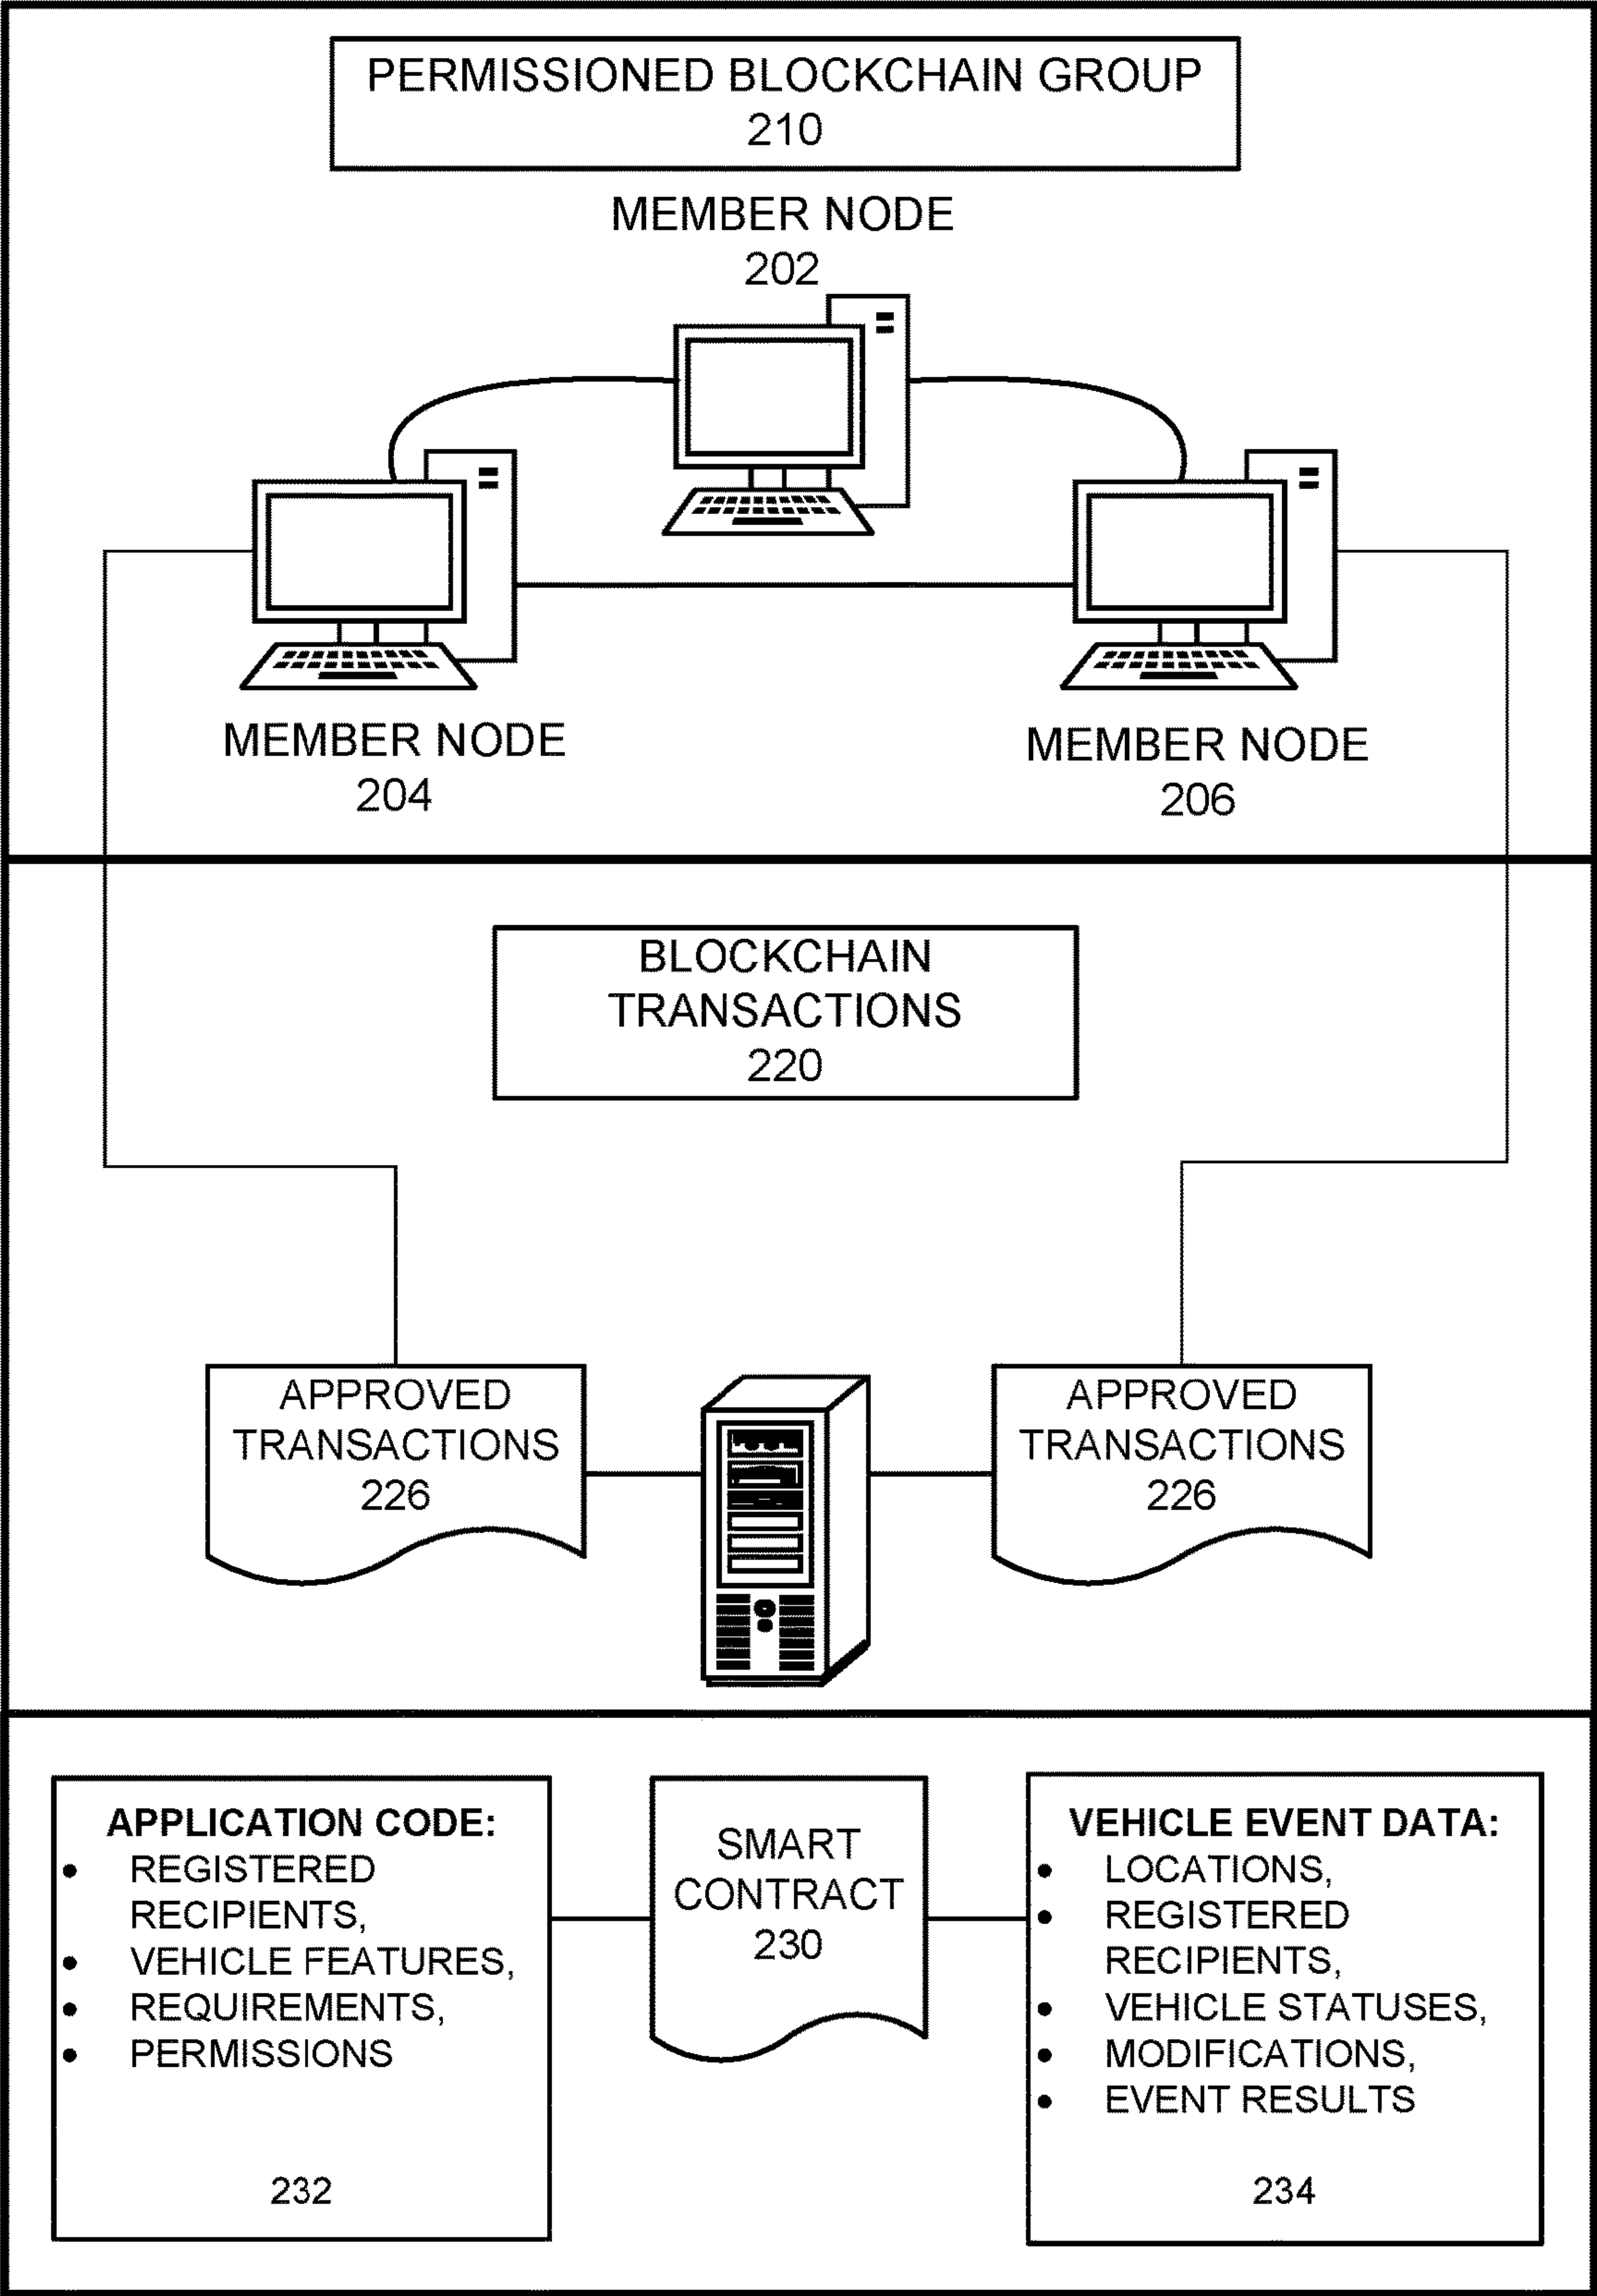 PERMISSIONED BLOCKCHAIN GROUP
210
MEMBER NODE
202
MEMBER NODE
204
MEMBER NODE
206
BLOCKCHAIN
TRANSACTIONS
220
APPROVED
TRANSACTIONS
226
APPROVED
TRANSACTIONS
226
APPLICATION CODE:
• REGISTERED
RECIPIENTS,
• VEHICLE FEATURES,
• REQUIREMENTS,
• PERMISSIONS
232
SMART
CONTRACT
230
VEHICLE EVENT DATA:
• LOCATIONS,
• REGISTERED
RECIPIENTS,
• VEHICLE STATUSES,
• MODIFICATIONS,
• EVENT RESULTS
234